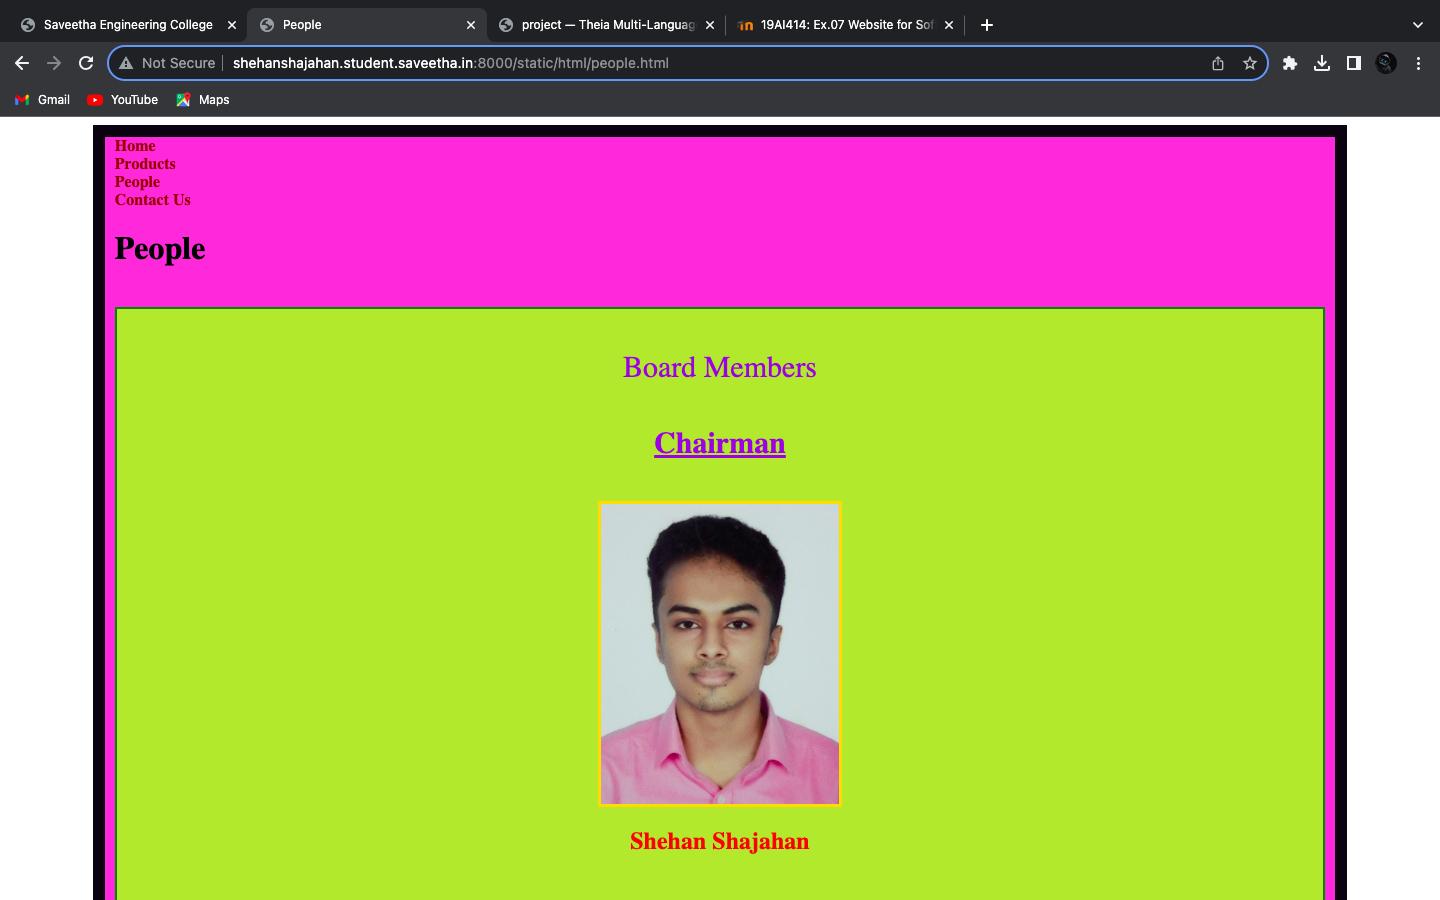 Saveetha Engineering College
People
project — Theia Multi-Languag
19AI414: Ex.07 Website for Sof
Not Secure
shehanshajahan.student.saveetha.in:8000/static/html/people.html
Gmail
YouTube
Maps
Home
Products
People
Contact Us
People
Board Members
Chairman
Shehan Shajahan